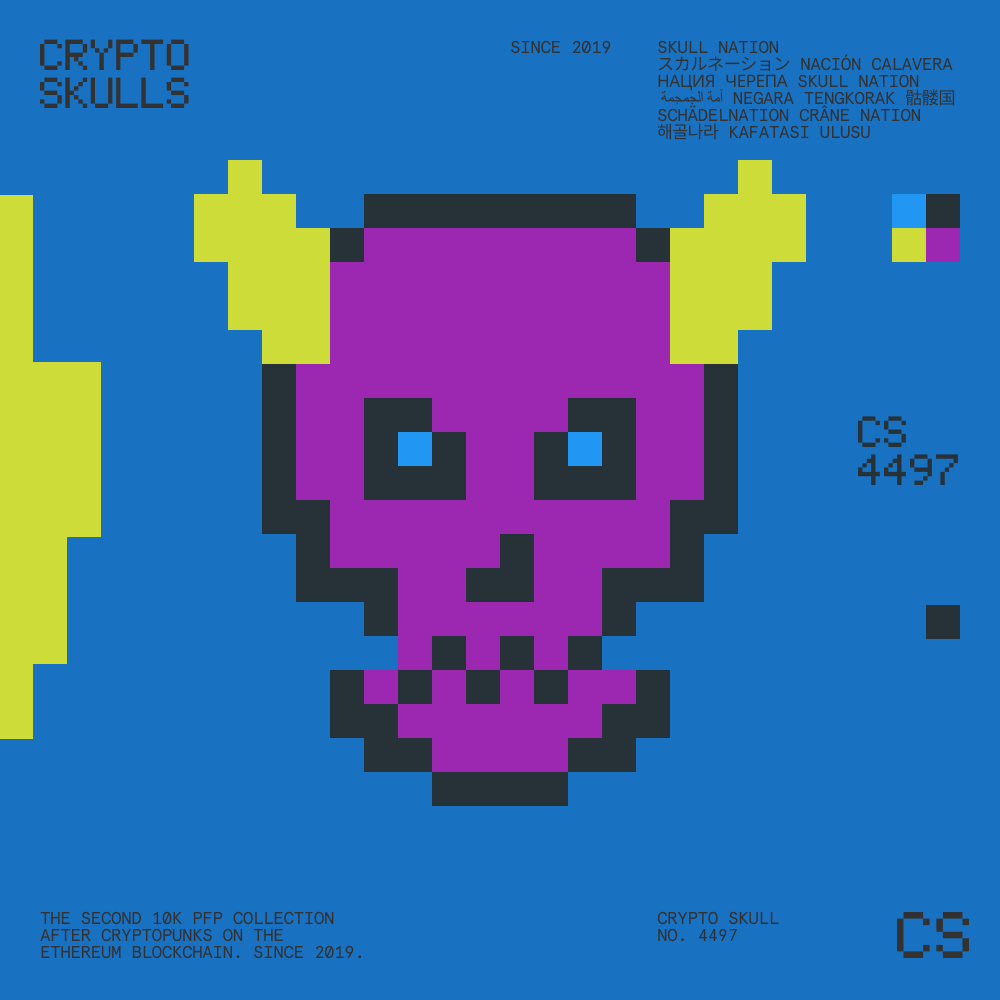 CRYPTO
SKULLS
SINCE 2019
SKULL NATION
スカルネーション NACIÓN CALAVERA
НАЦИЯ ЧЕРЕПА SKULL NATION
أمة الجمجمة NEGARA TENGKORAK 骷髅国
SCHÄDELNATION CRÂNE NATION
해골나라 KAFATASI ULUSU
CS
4497
THE SECOND 10K PFP COLLECTION
AFTER CRYPTOPUNKS ON THE
ETHEREUM BLOCKCHAIN. SINCE 2019.
CRYPTO SKULL
NO. 4497
CS